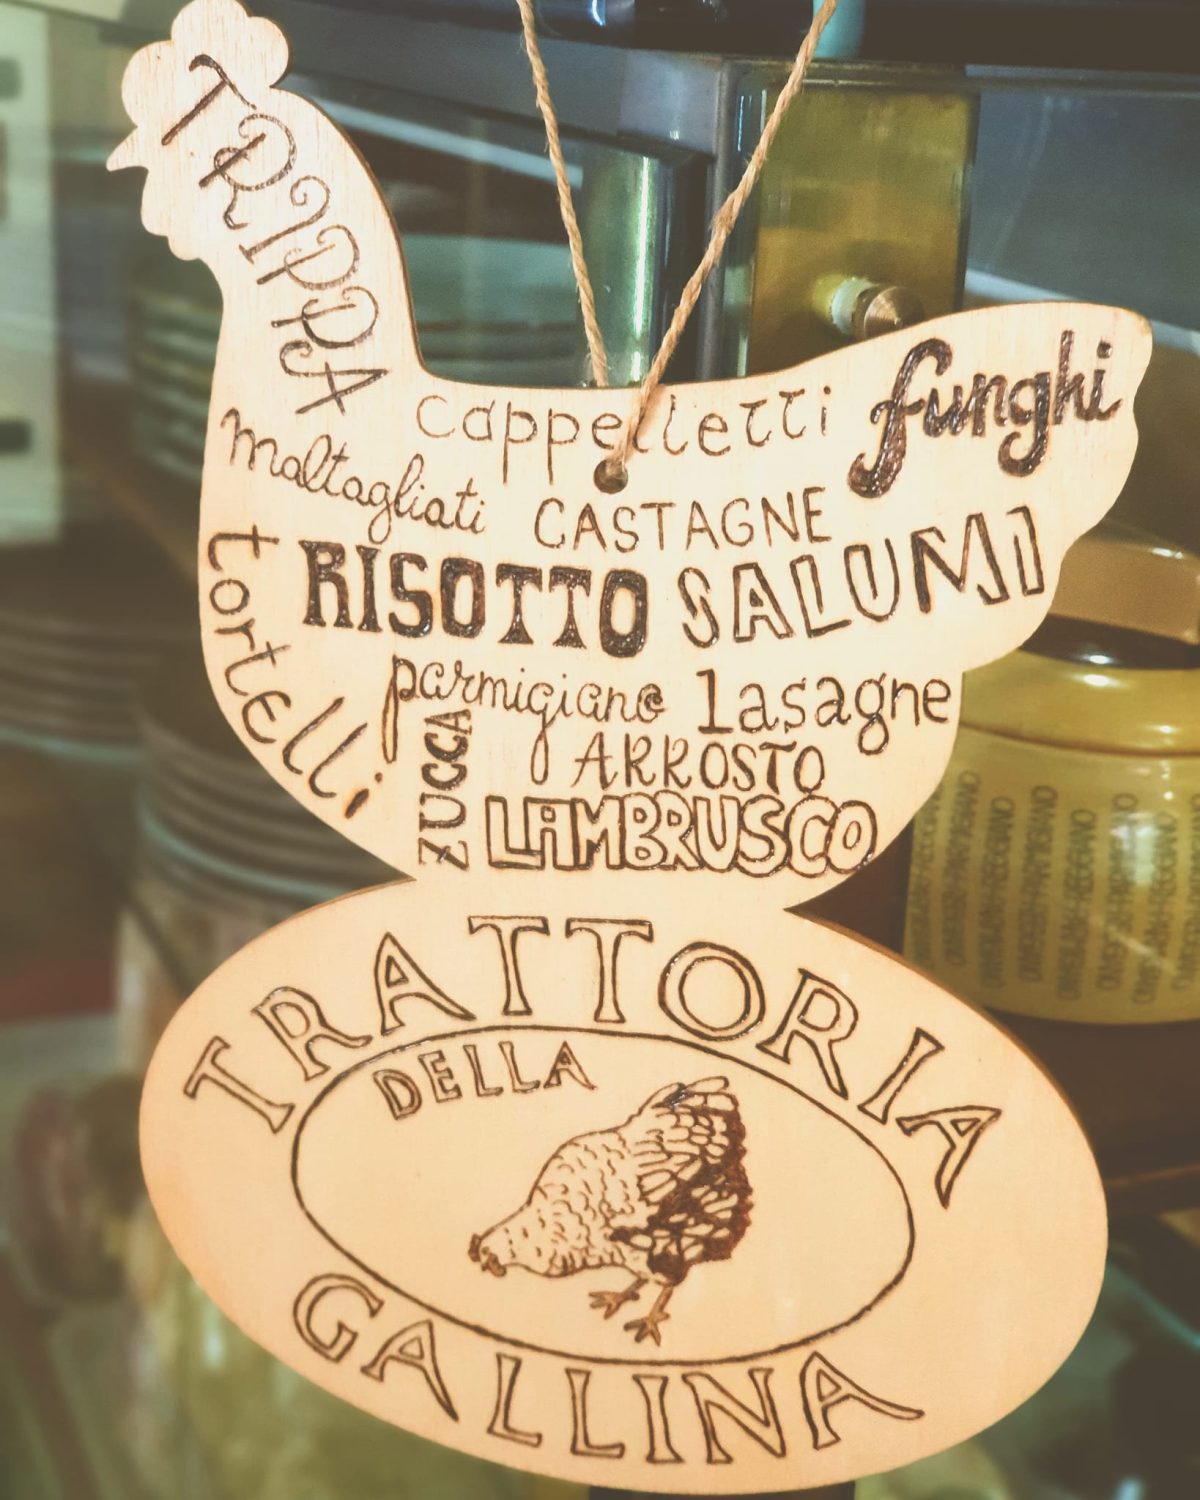 TRIPPA
cappelletti
funghi
maltagliati
CASTAGNE
tortelli
RISOTTO
SALUMI
parmigiano
lasagne
ZUCCA
ARROSTO
LAMBRUSCO
TRATTORIA
DELLA
GALLINA